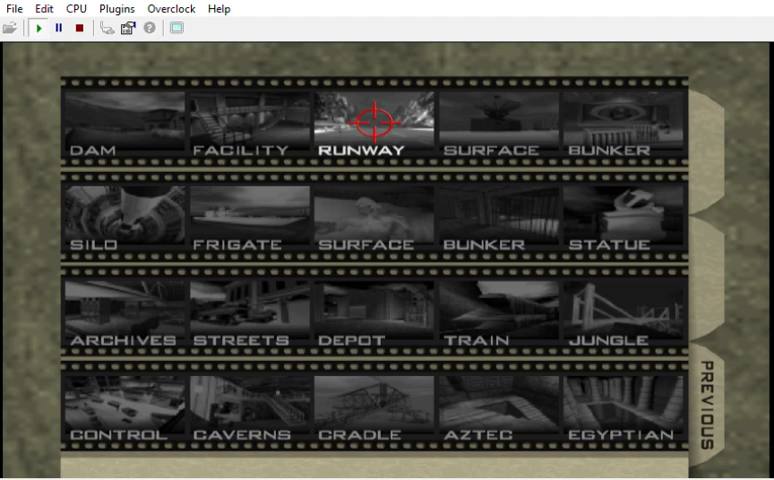 File Edit CPU Plugins Overclock Help
DAM FACILITY RUNWAY SURFACE BUNKER
SILO FRIGATE SURFACE BUNKER STATUE
ARCHIVES STREETS DEPOT TRAIN JUNGLE
PREVIOUS
CONTROL CAVERNS CRADLE AZTEC EGYPTIAN